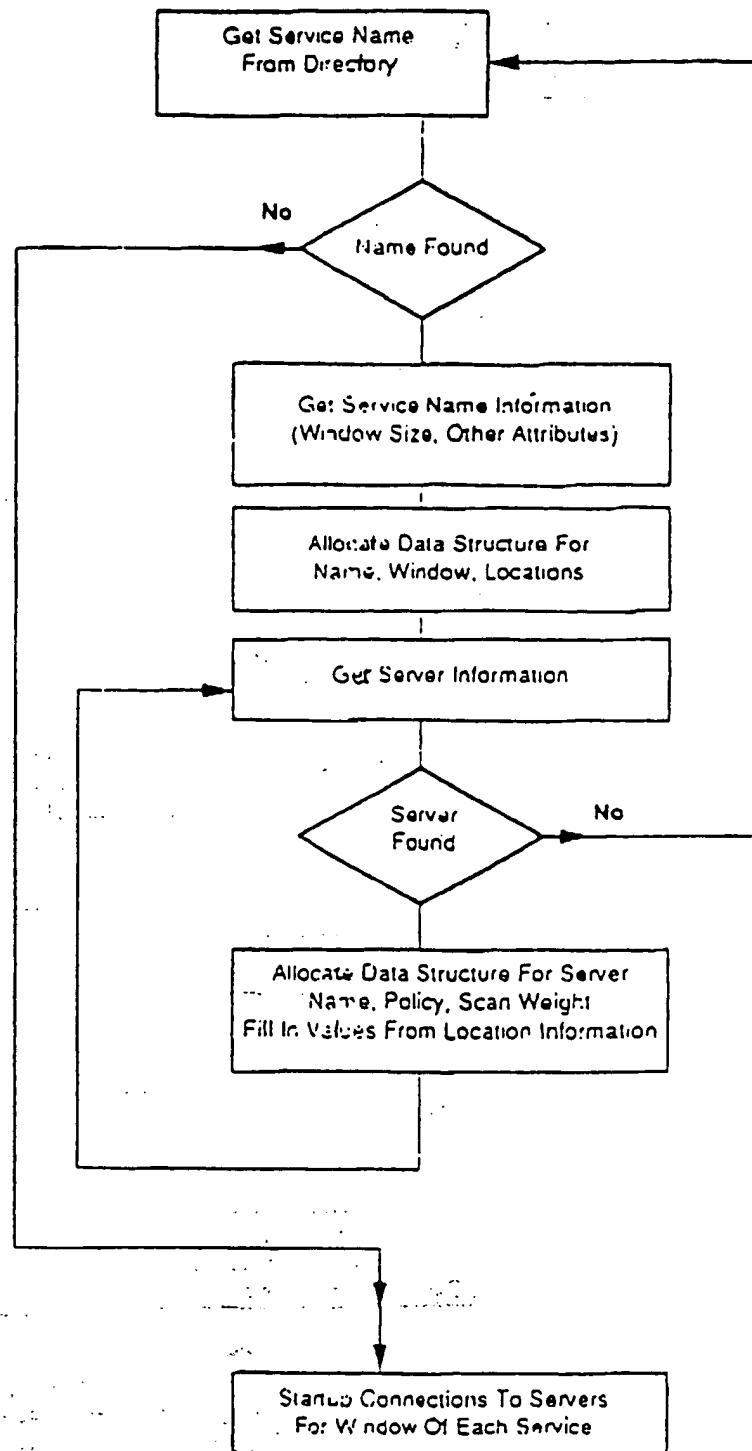 Get Service Name
From Directory
No
Name Found
Get Service Name Information
(Window Size, Other Attributes)
Allocate Data Structure For
Name, Window, Locations
Get Server Information
Server
Found
No
Allocate Data Structure For Server
Name, Policy, Scan Weight
Fill In Values From Location Information
Startup Connections To Servers
For Window Of Each Service